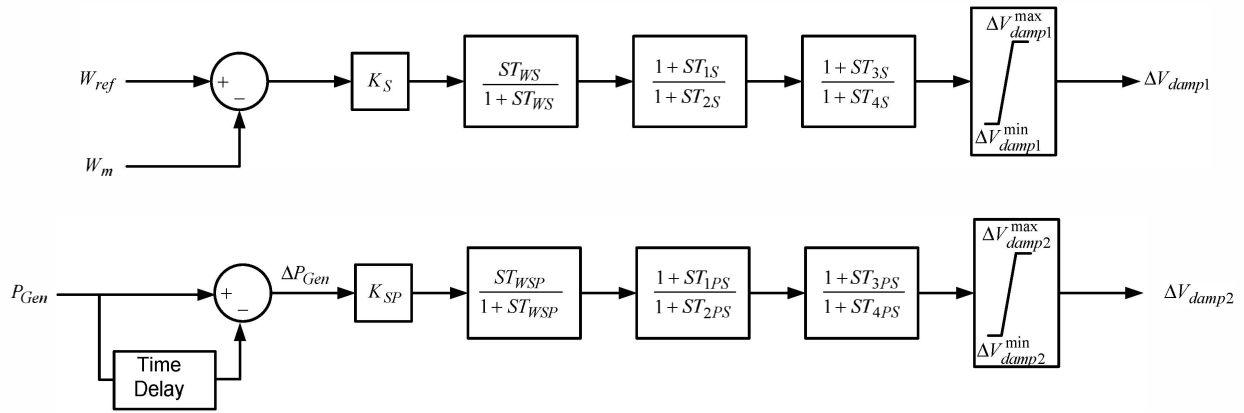 W_ref
+
−
W_m
K_S
ST_WS
1 + ST_WS
1 + ST_1S
1 + ST_2S
1 + ST_3S
1 + ST_4S
ΔV_damp1^max
ΔV_damp1^min
ΔV_damp1
P_Gen
+
−
Time
Delay
ΔP_Gen
K_SP
ST_WSP
1 + ST_WSP
1 + ST_1PS
1 + ST_2PS
1 + ST_3PS
1 + ST_4PS
ΔV_damp2^max
ΔV_damp2^min
ΔV_damp2